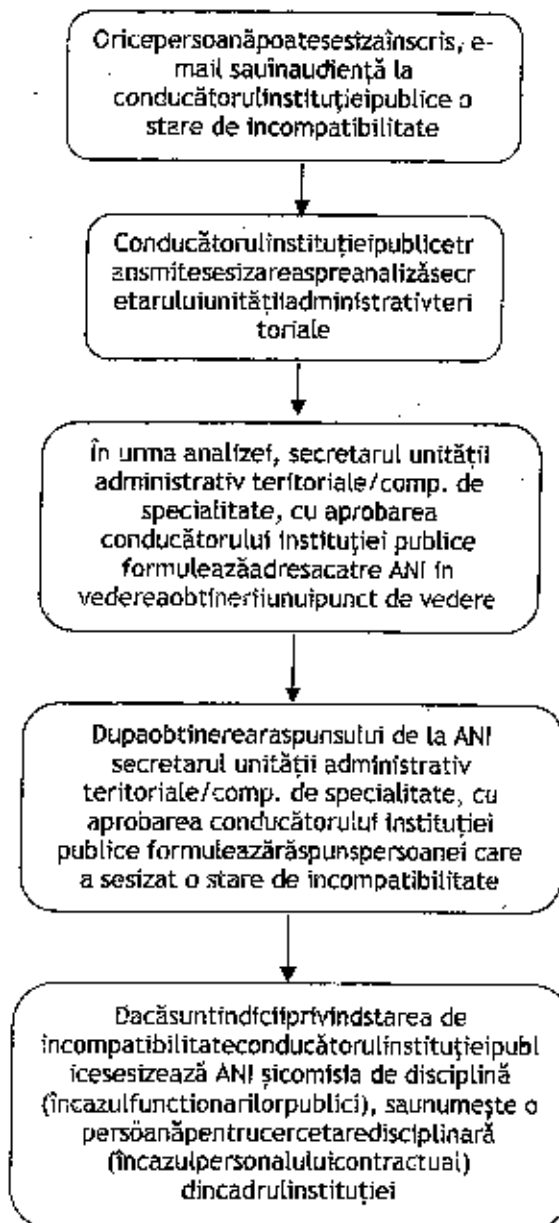 Oricepersoanăpoatesesizaînscris, e-
mail sauînaudiență la
conducătorulinstituțieipublice o
stare de incompatibilitate
Conducătorulinstituțieipublicetr
ansmitesesizareaspreanalizăsecr
etaruluiunitățiiadministrativteri
toriale
În urma analizei, secretarul unității
administrativ teritoriale/comp. de
specialitate, cu aprobarea
conducătorului instituției publice
formuleazăadresacatre ANI in
vedereaobtineriiunuipunct de vedere
Dupaobtinerearaspunsului de la ANI
secretarul unității administrativ
teritoriale/comp. de specialitate, cu
aprobarea conducătorului instituției
publice formuleazărăspunspersoanei care
a sesizat o stare de incompatibilitate
Dacăsuntindiciiprivindstarea de
incompatibilitateconducătorulinstituțieipubl
icesesizează ANI șicomisia de disciplină
(încazulfunctionarilorpublici), saunumește o
persoanăpentrucercetaredisciplinară
(încazulpersonaluluicontractual)
dincadrulinstituției